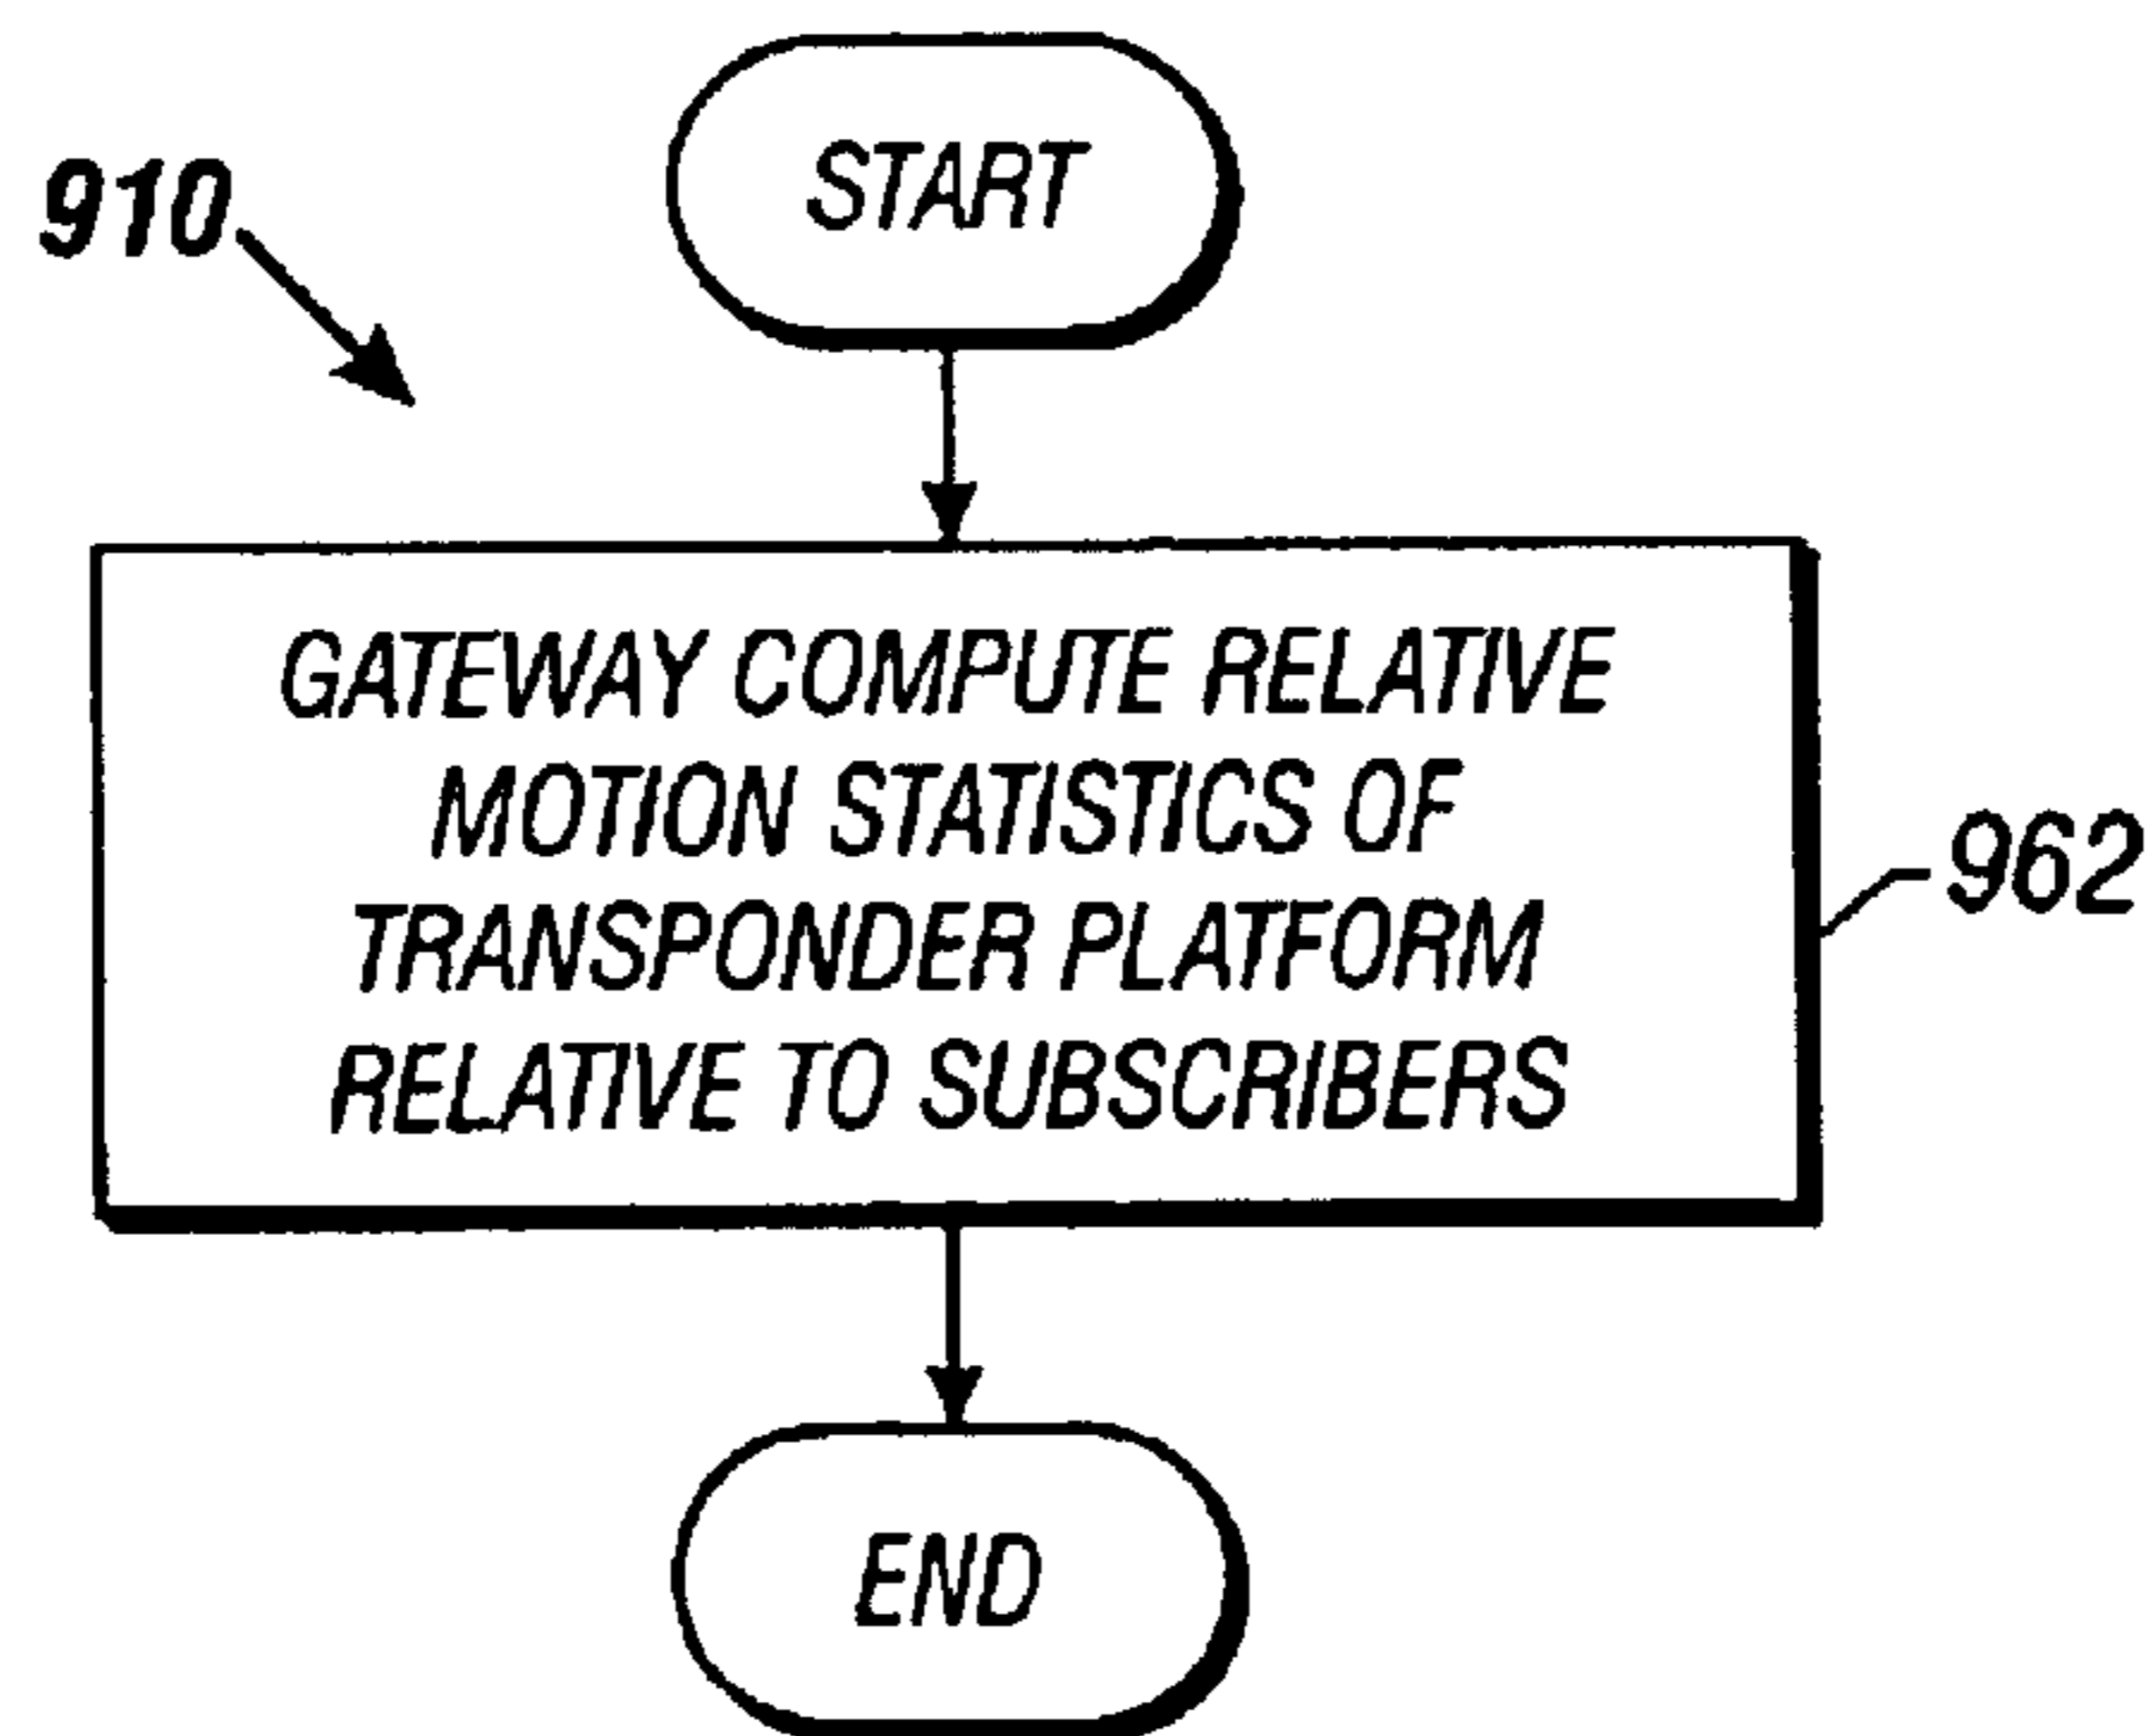 START
910
GATEWAY COMPUTE RELATIVE
MOTION STATISTICS OF
TRANSPONDER PLATFORM
RELATIVE TO SUBSCRIBERS
962
END